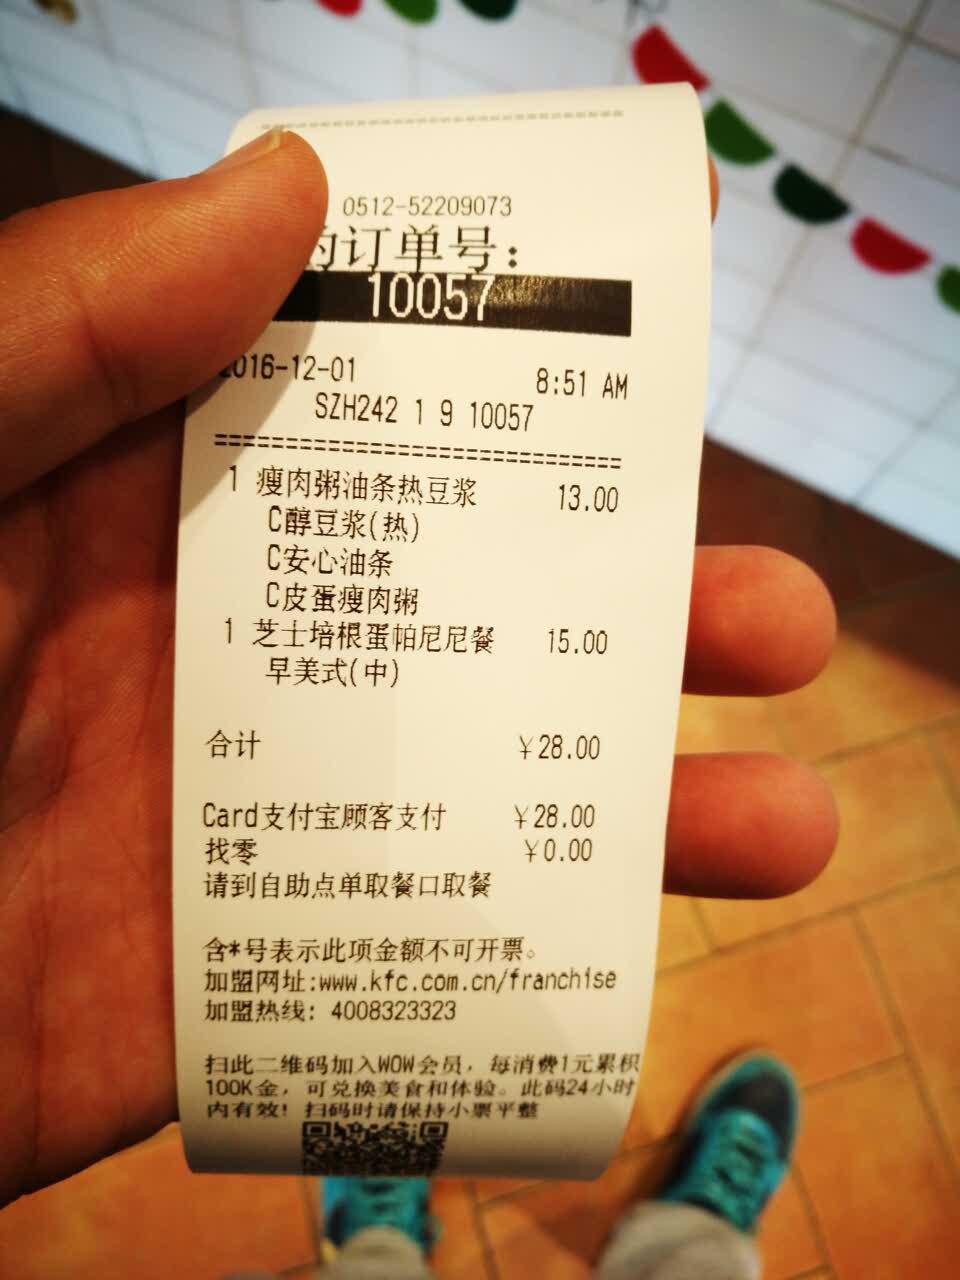 0512-52209073
的订单号：
10057
2016-12-01 8:51 AM
SZH242 1 9 10057
==============================
1 瘦肉粥油条热豆浆 13.00
C醇豆浆(热)
C安心油条
C皮蛋瘦肉粥
1 芝士培根蛋帕尼尼餐 15.00
早美式(中)
合计 ¥28.00
Card支付宝顾客支付 ¥28.00
找零 ¥0.00
请到自助点单取餐口取餐
含*号表示此项金额不可开票。
加盟网址:www.kfc.com.cn/franchise
加盟热线: 4008323323
扫此二维码加入WOW会员，每消费1元累积
100K金，可兑换美食和体验。此码24小时
内有效！扫码时请保持小票平整